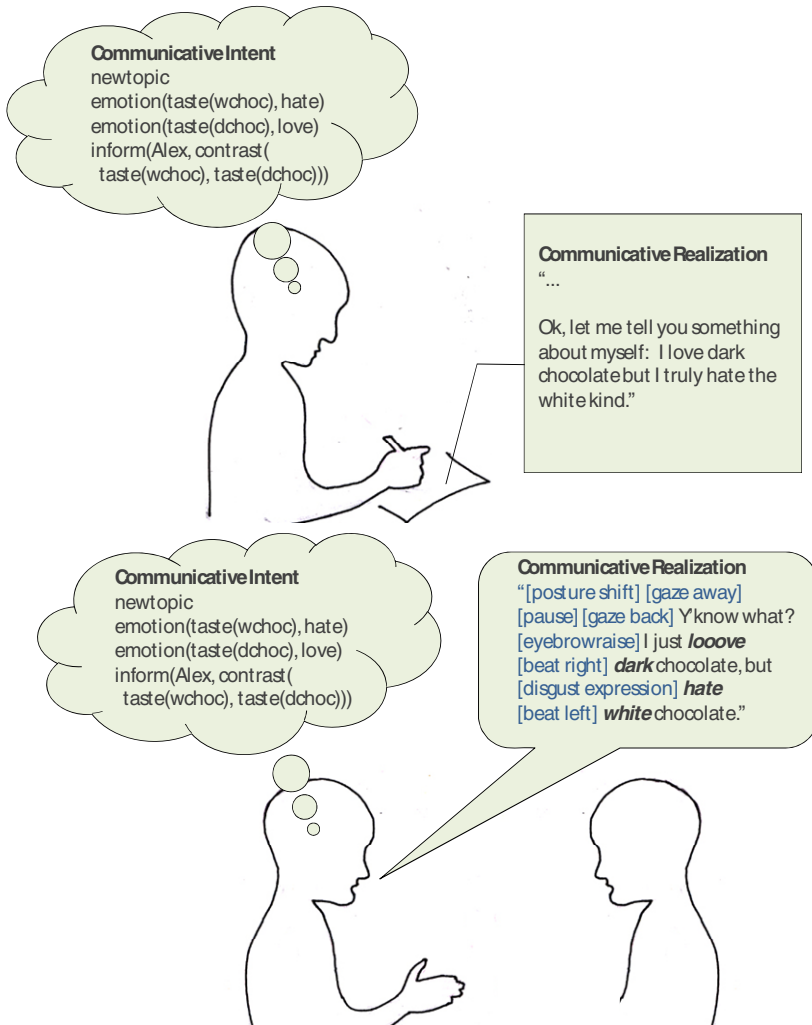 Communicative Intent
newtopic
emotion(taste(wchoc), hate)
emotion(taste(dchoc), love)
inform(Alex, contrast(
taste(wchoc), taste(dchoc)))
Communicative Realization
“...
Ok, let me tell you something
about myself: I love dark
chocolate but I truly hate the
white kind.”
Communicative Intent
newtopic
emotion(taste(wchoc), hate)
emotion(taste(dchoc), love)
inform(Alex, contrast(
taste(wchoc), taste(dchoc)))
Communicative Realization
“[posture shift] [gaze away]
[pause] [gaze back] Y’know what?
[eyebrow raise] I just looove
[beat right] dark chocolate, but
[disgust expression] hate
[beat left] white chocolate.”